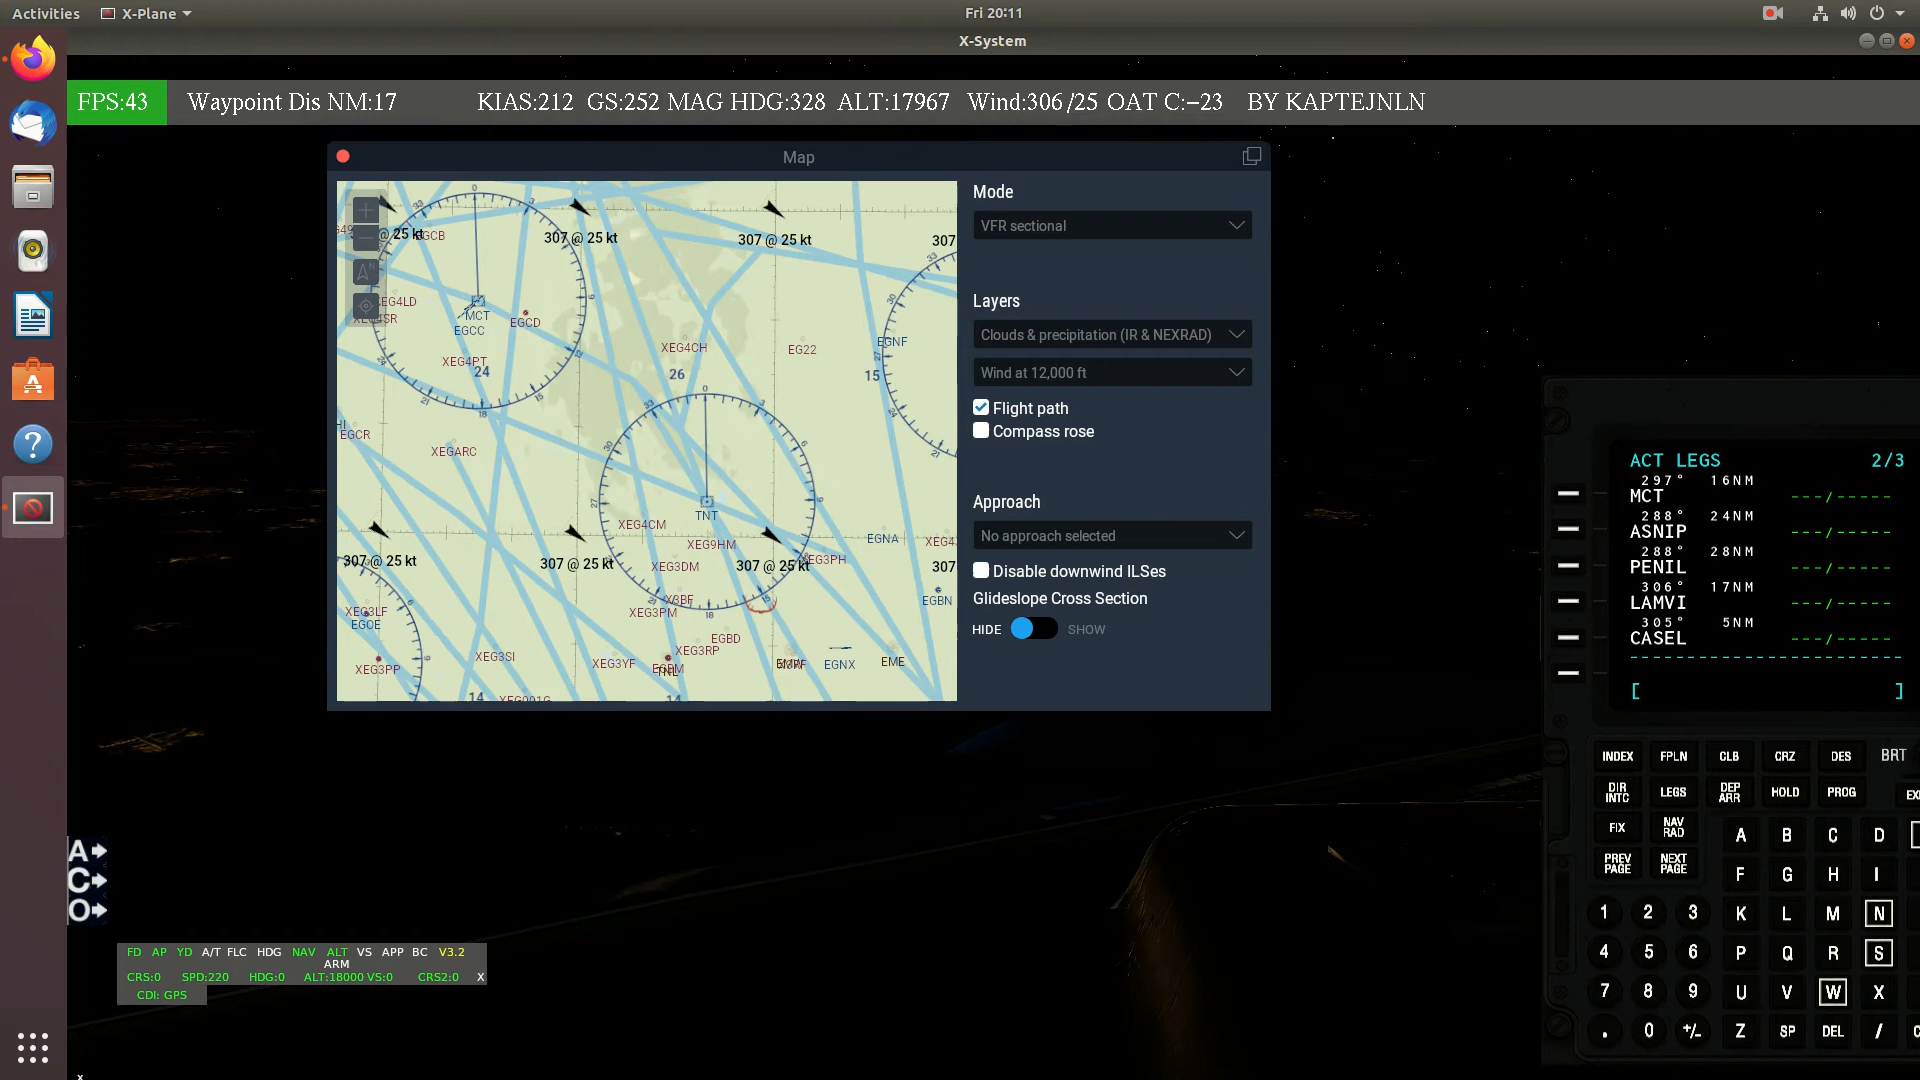 Activities X-Plane Fri 20:11
X-System
FPS:43 Waypoint Dis NM:17 KIAS:212 GS:252 MAG HDG:328 ALT:17967 Wind:306/25 OAT C:-23 BY KAPTEJNLN
Map
Mode
VFR sectional
Layers
Clouds & precipitation (IR & NEXRAD)
Wind at 12,000 ft
Flight path
Compass rose
Approach
No approach selected
Disable downwind ILSes
Glideslope Cross Section
HIDE SHOW
EGCB
307 @ 25 kt
307 @ 25 kt
307
XEG4LD
MCT
EGCC
EGCD
XEG4CH
EG22
EGNF
XEG4PT
24
26
15
EGCR
XEGARC
TNT
XEG4CM
XEG9HM
EGNA
307 @ 25 kt
307 @ 25 kt
307 @ 25 kt
XEG3PH
307
XEG3DM
X3BF
XEG3PM
EGBN
XEG3LF
EGOE
EGBD
XEG3RP
XEG3SI
XEG3YF
EGNX
EME
XEG3PP
14
ACT LEGS 2/3
297° 16NM
MCT ---/-----
288° 24NM
ASNIP ---/-----
288° 28NM
PENIL ---/-----
306° 17NM
LAMVI ---/-----
305° 5NM
CASEL ---/-----
[ ]
INDEX FPLN CLB CRZ DES BRT
DIR INTC LEGS DEP ARR HOLD PROG
FIX NAV RAD
PREV PAGE NEXT PAGE
A B C D
F G H I
1 2 3 K L M N
4 5 6 P Q R S
7 8 9 U V W X
. 0 +/- Z SP DEL /
A
C
O
FD AP YD A/T FLC HDG NAV ALT VS APP BC V3.2
ARM
CRS:0 SPD:220 HDG:0 ALT:18000 VS:0 CRS2:0 X
CDI: GPS